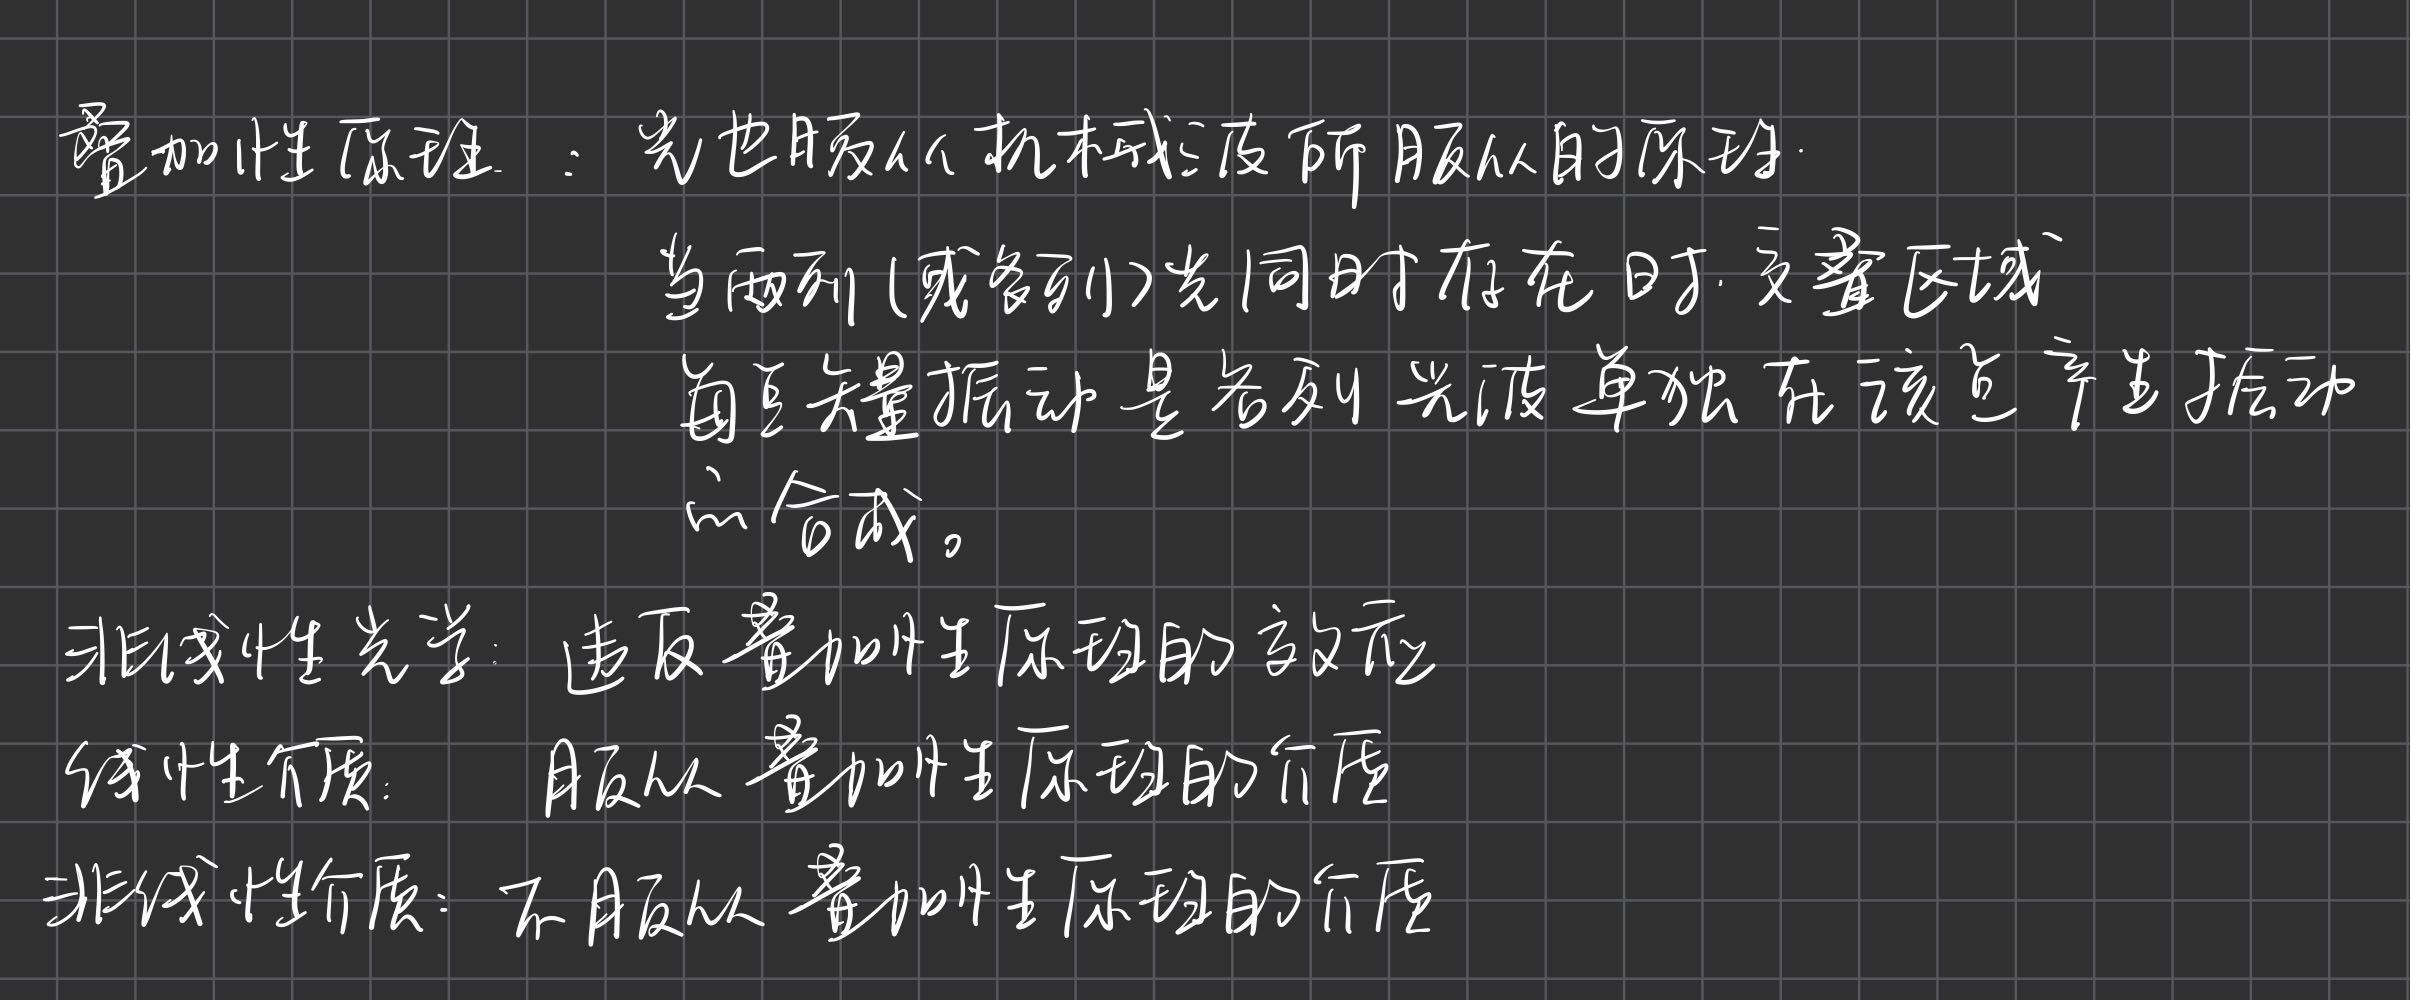 叠加性原理：光也服从机械波所服从的原理.
当两列(或多列)光同时存在时.交叠区域
每点矢量振动是各列光波单独在该点产生振动
的合成。
非线性光学：违反叠加性原理的效应
线性介质：服从叠加性原理的介质
非线性介质：不服从叠加性原理的介质